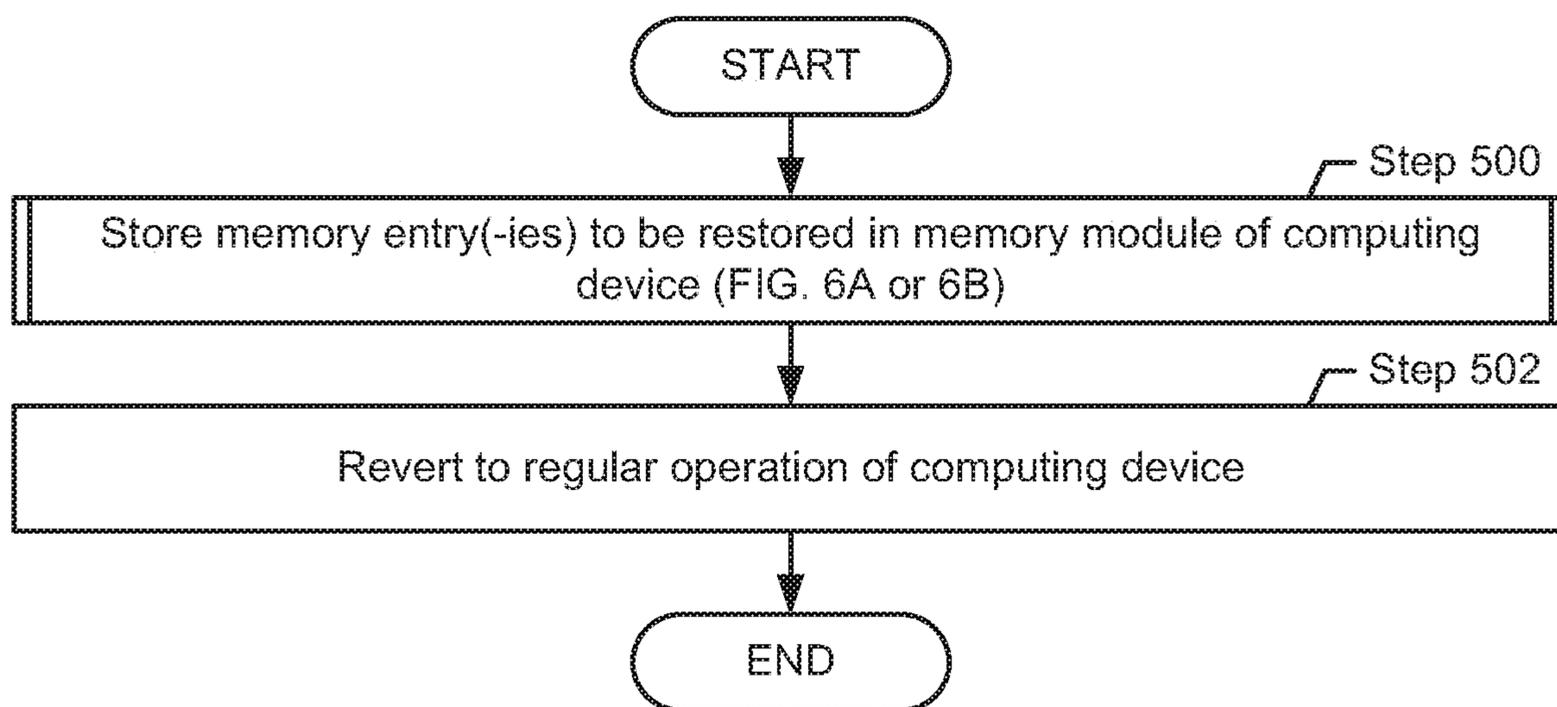 START
Step 500
Store memory entry(-ies) to be restored in memory module of computing
device (FIG. 6A or 6B)
Step 502
Revert to regular operation of computing device
END